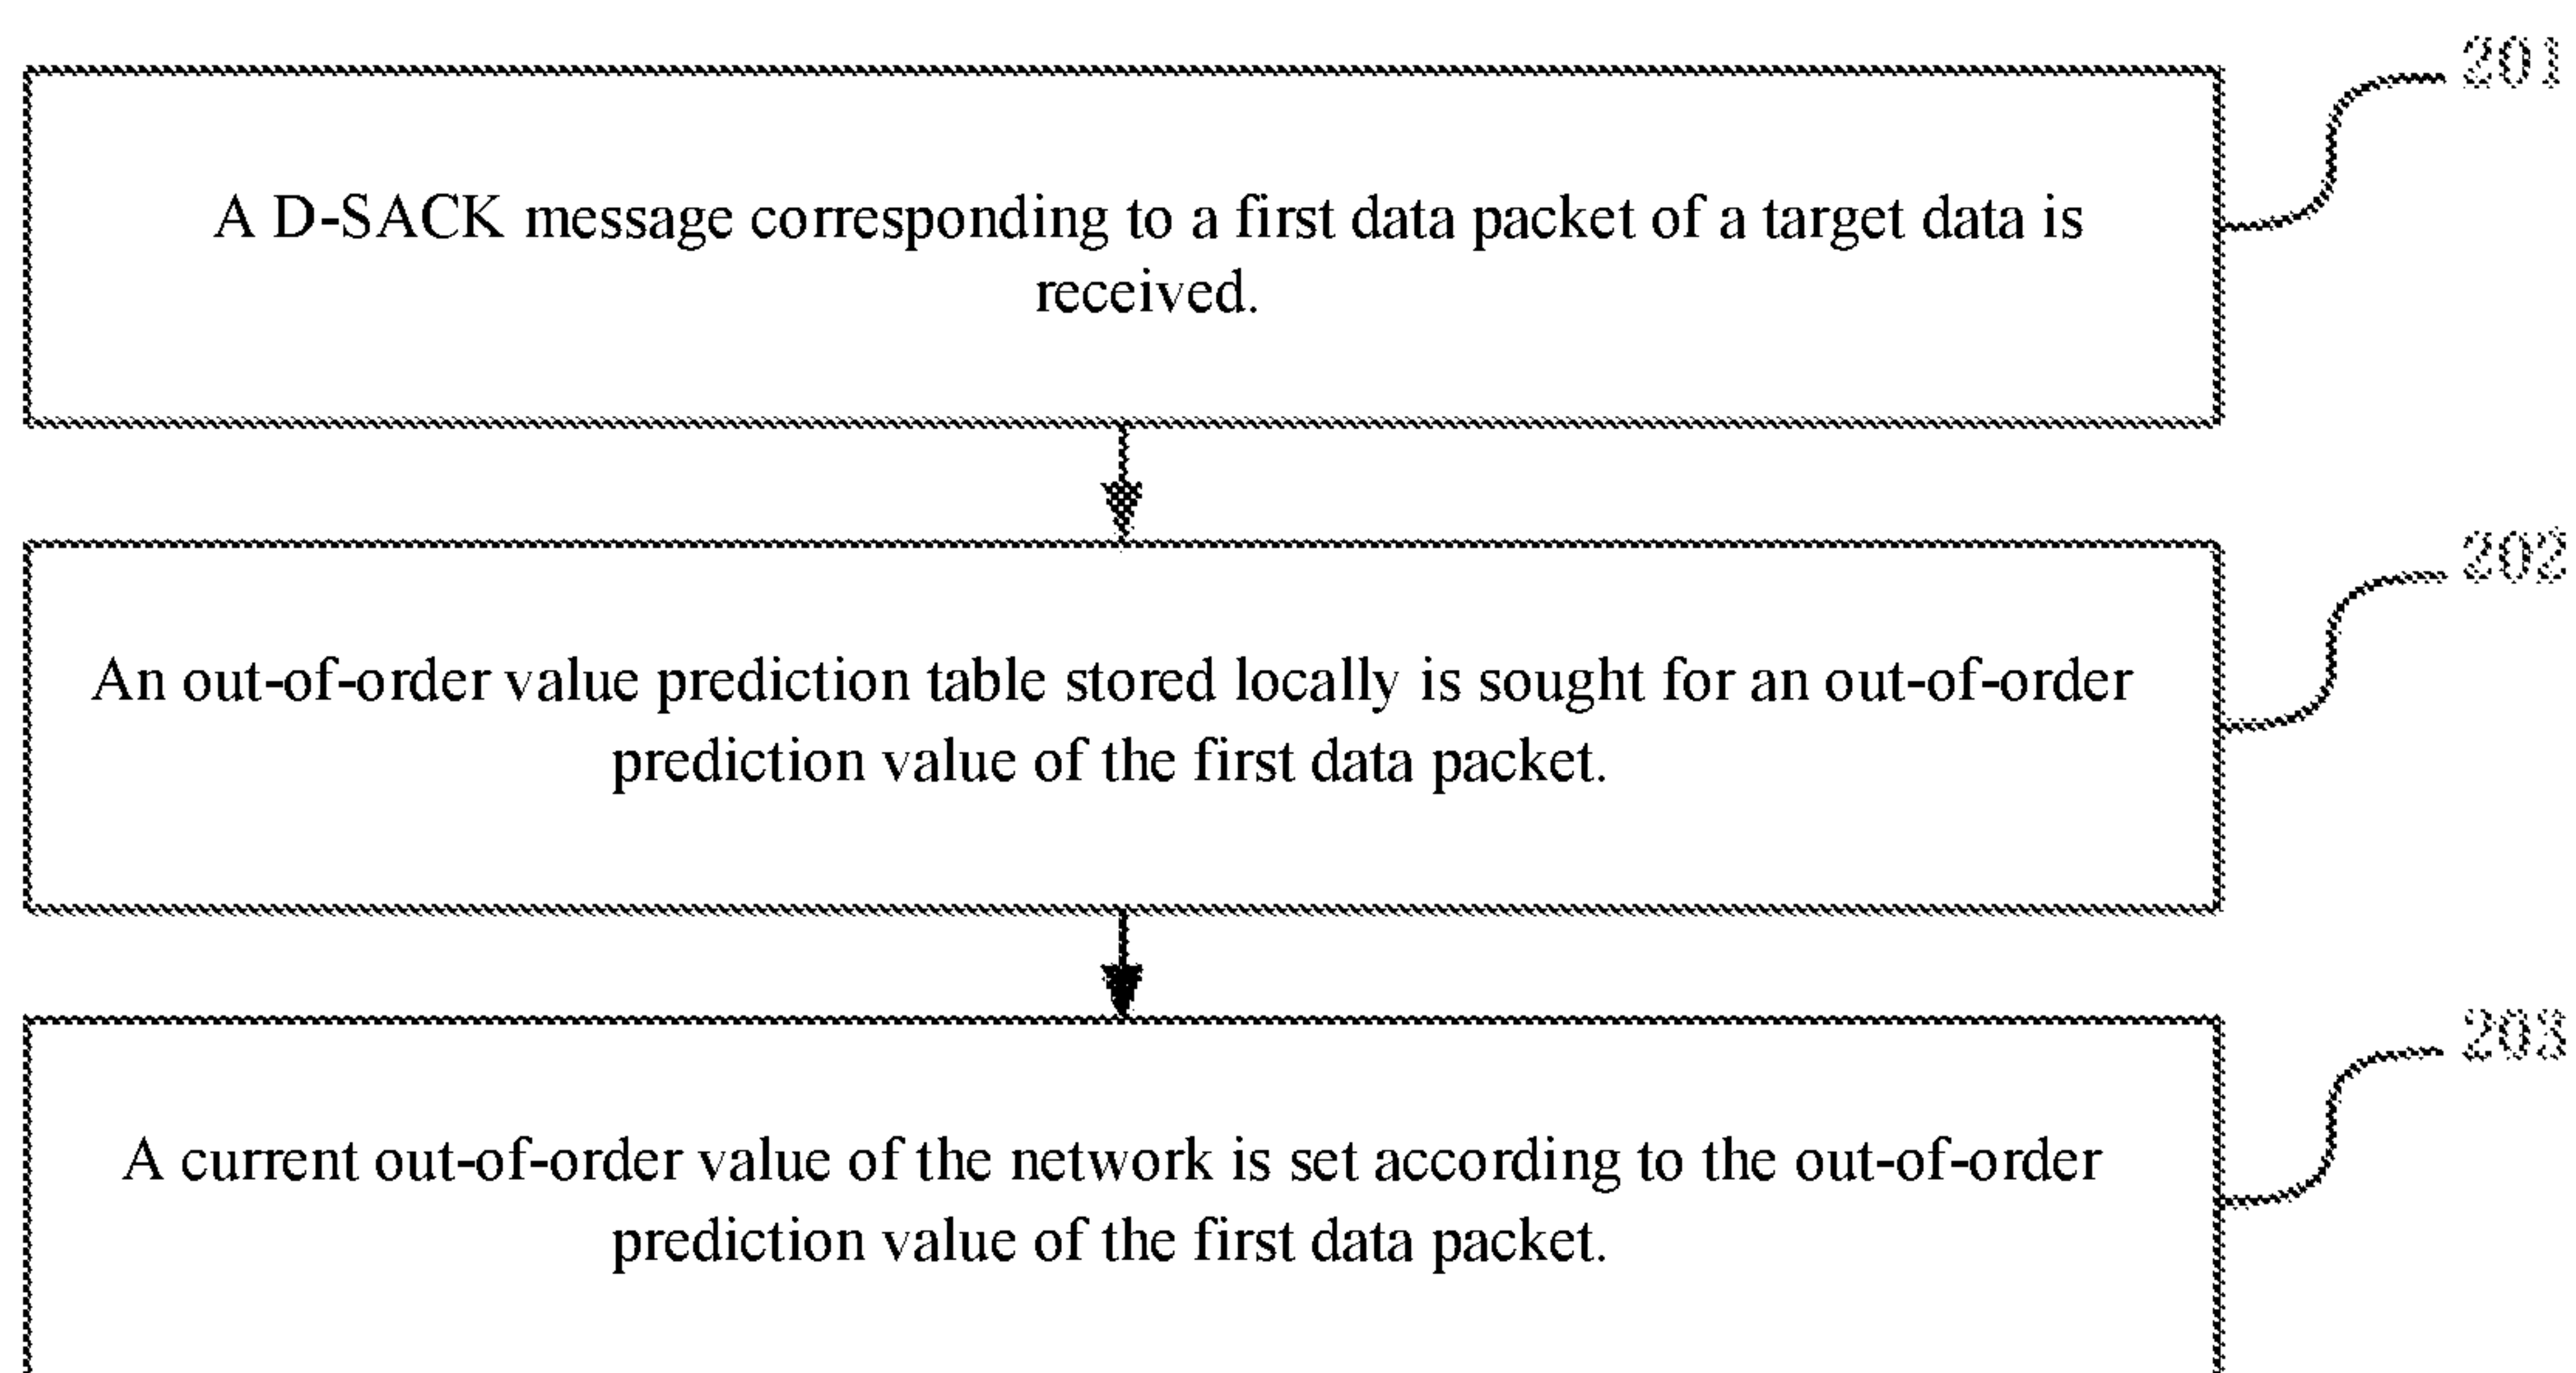 201
A D-SACK message corresponding to a first data packet of a target data is
received.
202
An out-of-order value prediction table stored locally is sought for an out-of-order
prediction value of the first data packet.
203
A current out-of-order value of the network is set according to the out-of-order
prediction value of the first data packet.